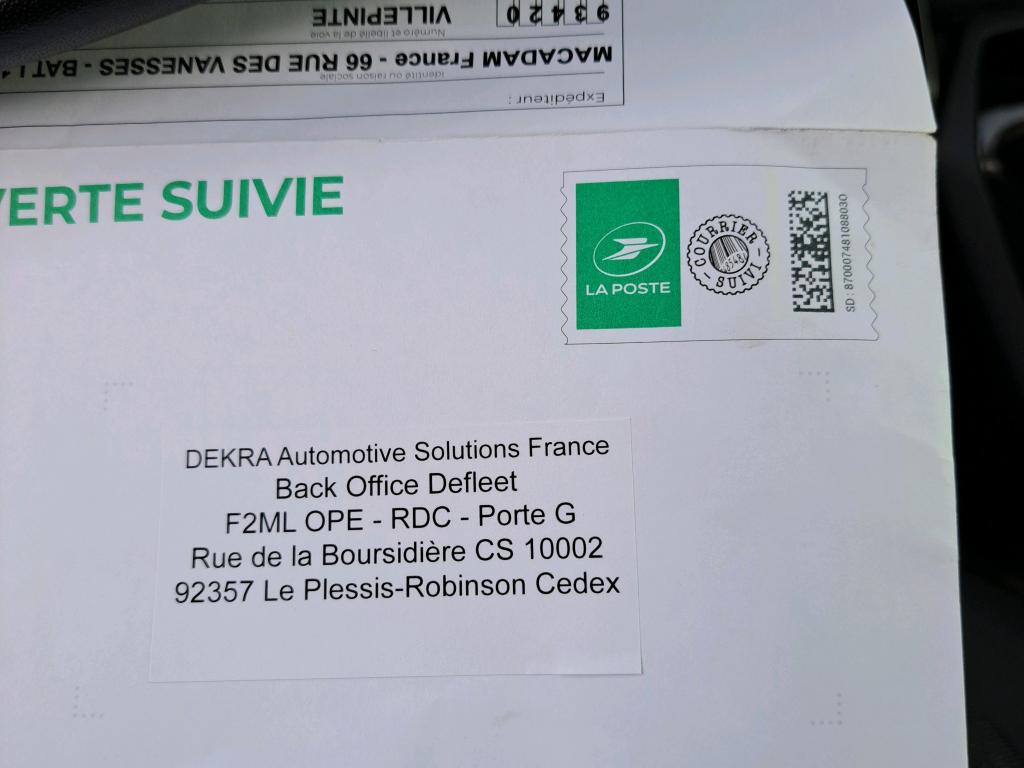 Expéditeur :
Identité ou raison sociale
MACADAM France - 66 RUE DES VANESSES - BAT
Numéro et libellé de la voie
93420 VILLEPINTE
VERTE SUIVIE
LA POSTE
COURRIER
SUIVI
SD : 870007481088030
DEKRA Automotive Solutions France
Back Office Defleet
F2ML OPE - RDC - Porte G
Rue de la Boursidière CS 10002
92357 Le Plessis-Robinson Cedex